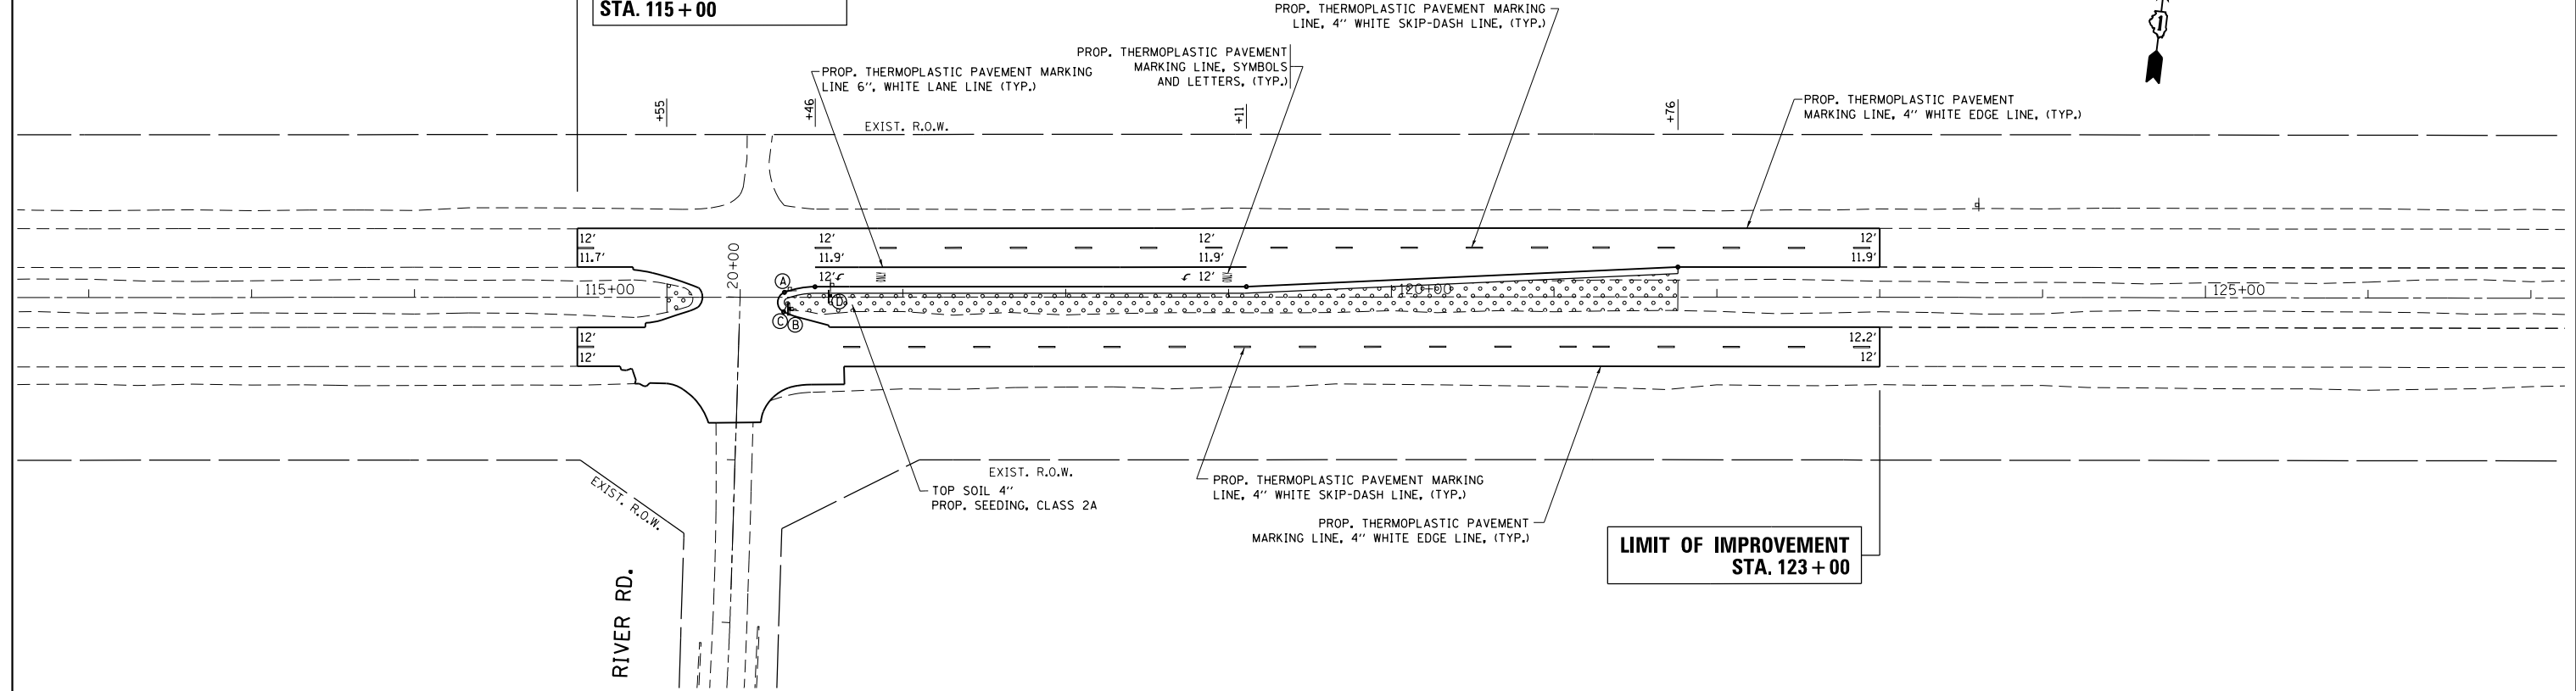 STA. 115+00
PROP. THERMOPLASTIC PAVEMENT MARKING
LINE, 4" WHITE SKIP-DASH LINE, (TYP.)
1
PROP. THERMOPLASTIC PAVEMENT
MARKING LINE, SYMBOLS
AND LETTERS, (TYP.)
PROP. THERMOPLASTIC PAVEMENT MARKING
LINE 6", WHITE LANE LINE (TYP.)
+55
+46
+11
+76
PROP. THERMOPLASTIC PAVEMENT
MARKING LINE, 4" WHITE EDGE LINE, (TYP.)
EXIST. R.O.W.
12'
12'
12'
12'
11.7'
11.9'
11.9'
11.9'
20+00
A
12'
12'
115+00
D
120+00
125+00
C
B
12'
12.2'
12'
12'
EXIST. R.O.W.
EXIST. R.O.W.
TOP SOIL 4"
PROP. SEEDING, CLASS 2A
PROP. THERMOPLASTIC PAVEMENT MARKING
LINE, 4" WHITE SKIP-DASH LINE, (TYP.)
PROP. THERMOPLASTIC PAVEMENT
MARKING LINE, 4" WHITE EDGE LINE, (TYP.)
LIMIT OF IMPROVEMENT
STA. 123+00
RIVER RD.